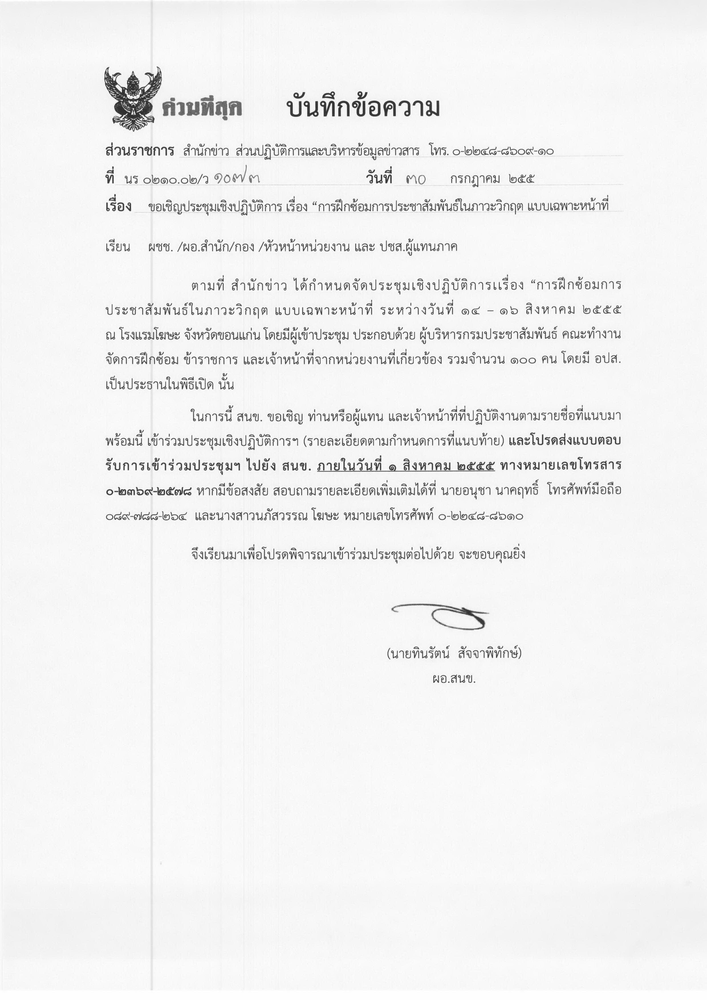 ด่วนที่สุด บันทึกข้อความ
ส่วนราชการ สำนักข่าว ส่วนปฏิบัติการและบริหารข้อมูลข่าวสาร โทร. ๐-๒๒๔๘-๘๖๐๙-๑๐
ที่ นร ๐๒๑๐.๐๒/ว ๑๐๗๓ วันที่ ๓๐ กรกฎาคม ๒๕๕
เรื่อง ขอเชิญประชุมเชิงปฏิบัติการ เรื่อง “การฝึกซ้อมการประชาสัมพันธ์ในภาวะวิกฤต แบบเฉพาะหน้าที่
เรียน ผชช. /ผอ.สำนัก/กอง /หัวหน้าหน่วยงาน และ ปชส.ผู้แทนภาค
ตามที่ สำนักข่าว ได้กำหนดจัดประชุมเชิงปฏิบัติการเเรื่อง “การฝึกซ้อมการ
ประชาสัมพันธ์ในภาวะวิกฤต แบบเฉพาะหน้าที่ ระหว่างวันที่ ๑๔ – ๑๖ สิงหาคม ๒๕๕๕
ณ โรงแรมโฆษะ จังหวัดขอนแก่น โดยมีผู้เข้าประชุม ประกอบด้วย ผู้บริหารกรมประชาสัมพันธ์ คณะทำงาน
จัดการฝึกซ้อม ข้าราชการ และเจ้าหน้าที่จากหน่วยงานที่เกี่ยวข้อง รวมจำนวน ๑๐๐ คน โดยมี อปส.
เป็นประธานในพิธีเปิด นั้น
ในการนี้ สนข. ขอเชิญ ท่านหรือผู้แทน และเจ้าหน้าที่ที่ปฏิบัติงานตามรายชื่อที่แนบมา
พร้อมนี้ เข้าร่วมประชุมเชิงปฏิบัติการฯ (รายละเอียดตามกำหนดการที่แนบท้าย) และโปรดส่งแบบตอบ
รับการเข้าร่วมประชุมฯ ไปยัง สนข. ภายในวันที่ ๑ สิงหาคม ๒๕๕๕ ทางหมายเลขโทรสาร
๐-๒๓๖๙-๒๕๗๘ หากมีข้อสงสัย สอบถามรายละเอียดเพิ่มเติมได้ที่ นายอนุชา นาคฤทธิ์ โทรศัพท์มือถือ
๐๘๙-๗๘๘-๒๖๔ และนางสาวนภัสวรรณ โฆษะ หมายเลขโทรศัพท์ ๐-๒๒๔๘-๘๖๑๐
จึงเรียนมาเพื่อโปรดพิจารณาเข้าร่วมประชุมต่อไปด้วย จะขอบคุณยิ่ง
(นายทินรัตน์ สัจจาพิทักษ์)
ผอ.สนข.